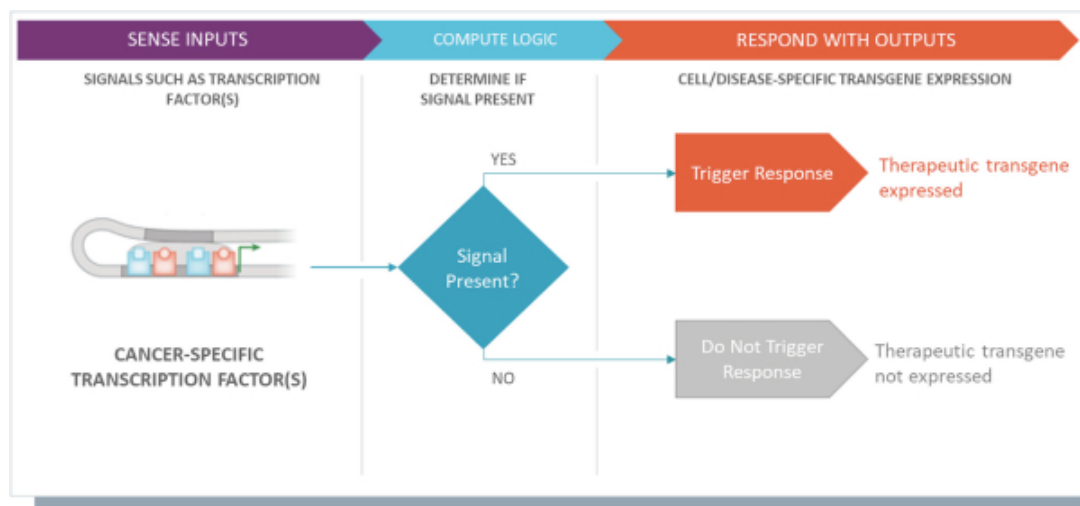 SENSE INPUTS
COMPUTE LOGIC
RESPOND WITH OUTPUTS
SIGNALS SUCH AS TRANSCRIPTION
FACTOR(S)
DETERMINE IF
SIGNAL PRESENT
CELL/DISEASE-SPECIFIC TRANSGENE EXPRESSION
YES
Trigger Response
Therapeutic transgene
expressed
Signal
Present?
CANCER-SPECIFIC
TRANSCRIPTION FACTOR(S)
NO
Do Not Trigger
Response
Therapeutic transgene
not expressed